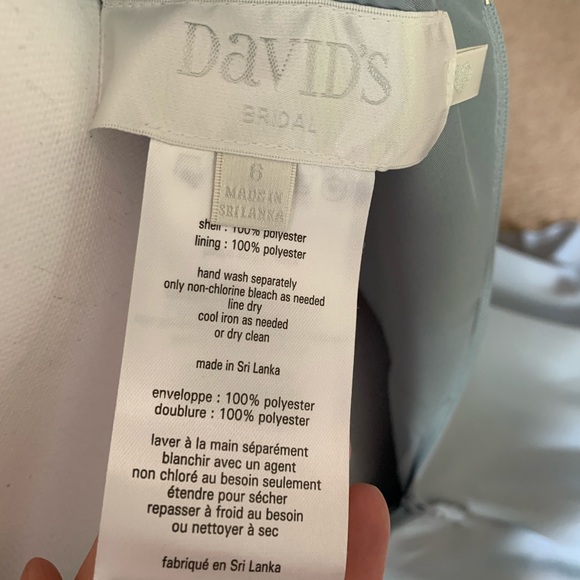 DaVID's
BRIDAL
6
MADE IN
SRI LANKA
shell : 100% polyester
lining : 100% polyester
hand wash separately
only non-chlorine bleach as needed
line dry
cool iron as needed
or dry clean
made in Sri Lanka
enveloppe : 100% polyester
doublure : 100% polyester
laver à la main séparément
blanchir avec un agent
non chloré au besoin seulement
étendre pour sécher
repasser à froid au besoin
ou nettoyer à sec
fabriqué en Sri Lanka